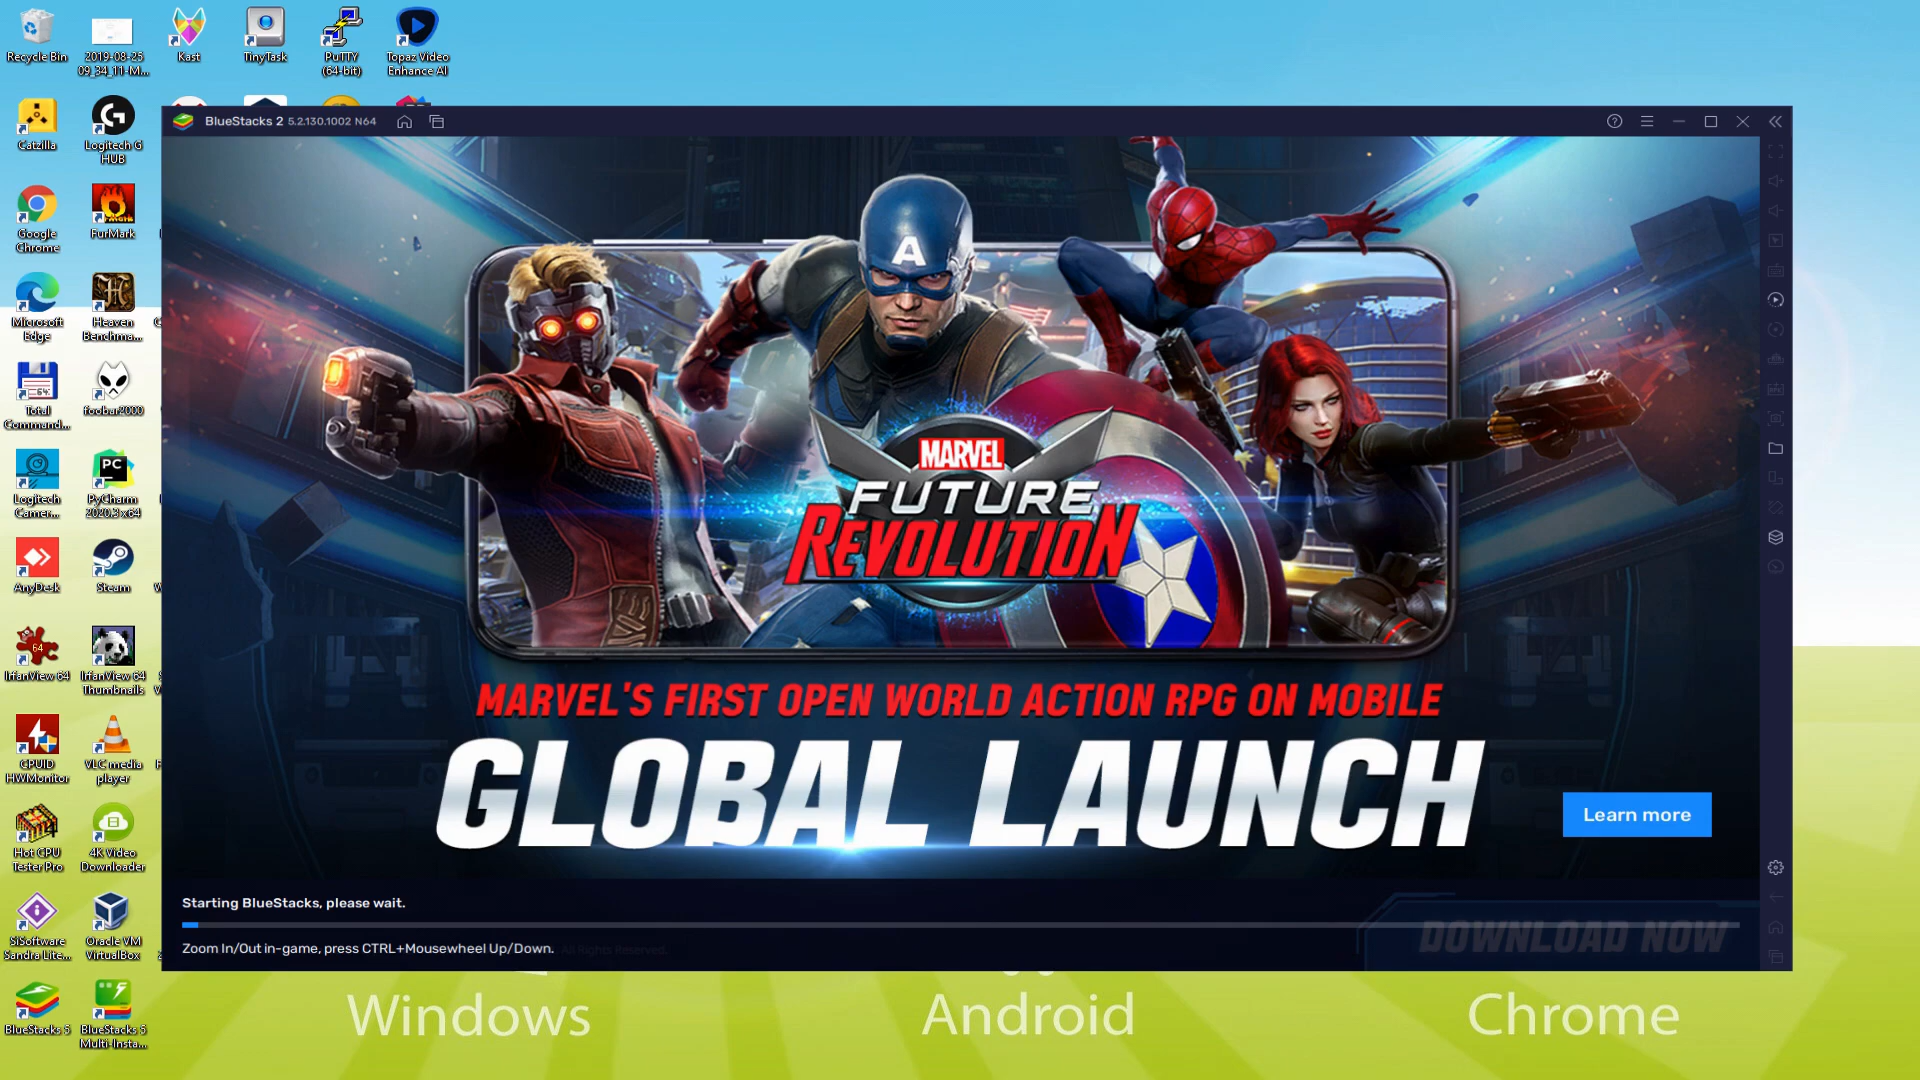 Recycle Bin
2019-08-25
09_34_11-M...
Kast
TinyTask
PuTTY
(64-bit)
Topaz Video
Enhance AI
Catzilla
Logitech G
HUB
Google
Chrome
FurMark
Microsoft
Edge
Heaven
Benchma...
Total
Command...
foobar2000
Logitech
Camer...
PyCharm
2020.3 x64
AnyDesk
Steam
IrfanView 64
IrfanView 64
Thumbnails
CPUID
HWMonitor
VLC media
player
Hot CPU
Tester Pro
4K Video
Downloader
SiSoftware
Sandra Lite...
Oracle VM
VirtualBox
BlueStacks 5
BlueStacks 5
Multi-Insta...
BlueStacks 2 5.2.130.1002 N64
A
MARVEL
FUTURE
REVOLUTION
MARVEL'S FIRST OPEN WORLD ACTION RPG ON MOBILE
GLOBAL LAUNCH
Learn more
Starting BlueStacks, please wait.
DOWNLOAD NOW
Zoom In/Out in-game, press CTRL+Mousewheel Up/Down.
All Rights Reserved.
Windows
Android
Chrome